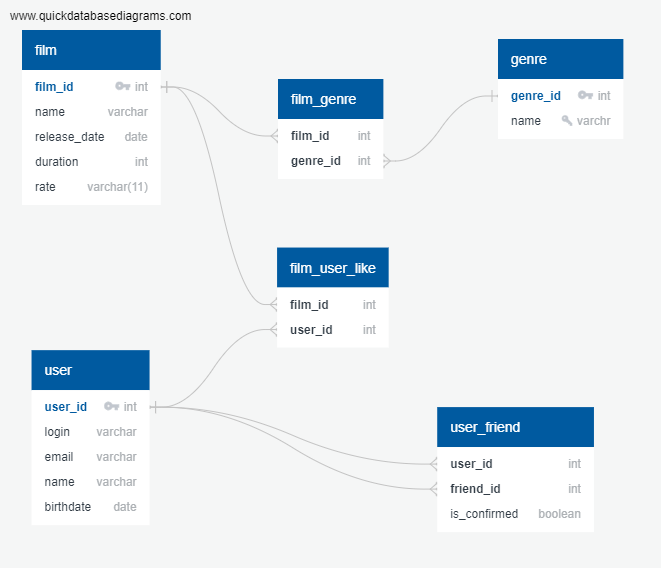 www.quickdatabasediagrams.com
film
film_id int
name varchar
release_date date
duration int
rate varchar(11)
film_genre
film_id int
genre_id int
genre
genre_id int
name varchr
film_user_like
film_id int
user_id int
user
user_id int
login varchar
email varchar
name varchar
birthdate date
user_friend
user_id int
friend_id int
is_confirmed boolean